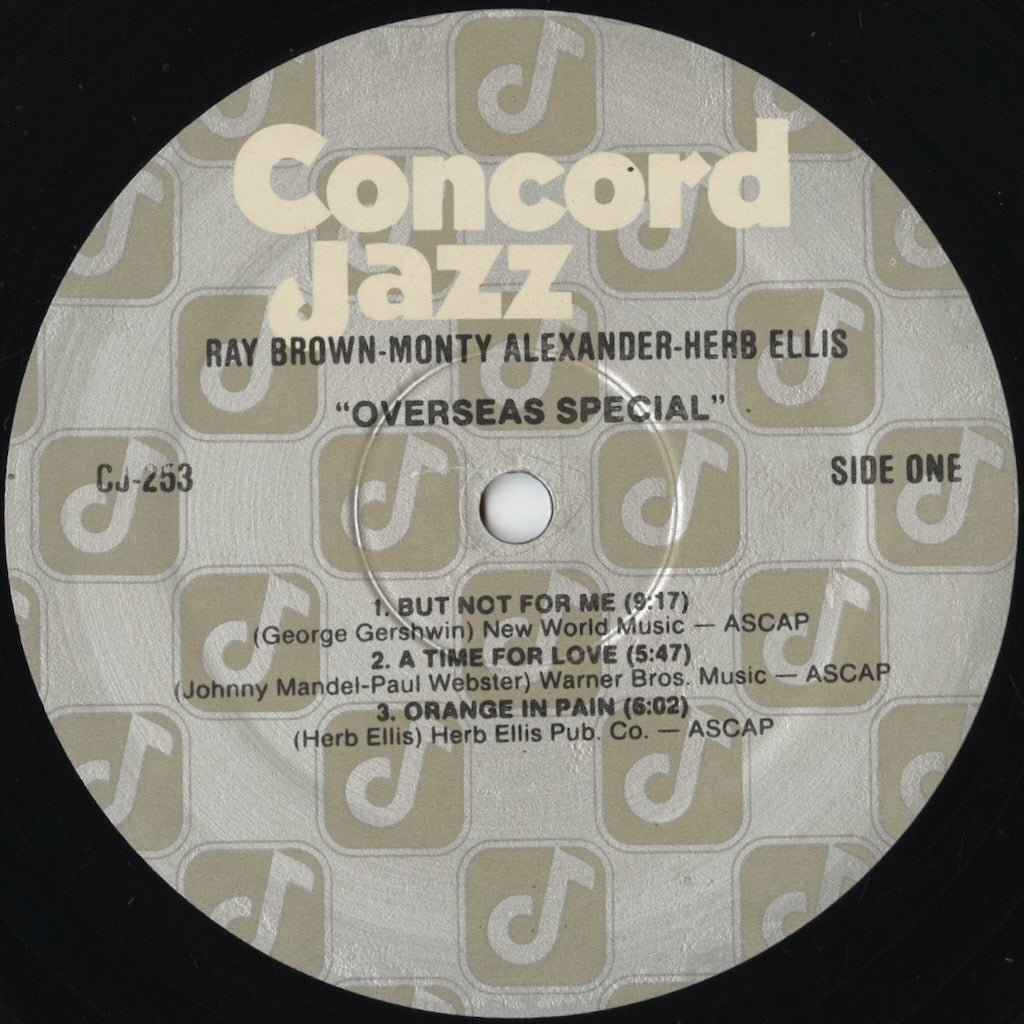 Concord
Jazz
RAY BROWN-MONTY ALEXANDER-HERB ELLIS
“OVERSEAS SPECIAL”
CJ-253
SIDE ONE
1. BUT NOT FOR ME (9:17)
(George Gershwin) New World Music — ASCAP
2. A TIME FOR LOVE (5:47)
(Johnny Mandel-Paul Webster) Warner Bros. Music — ASCAP
3. ORANGE IN PAIN (6:02)
(Herb Ellis) Herb Ellis Pub. Co. — ASCAP